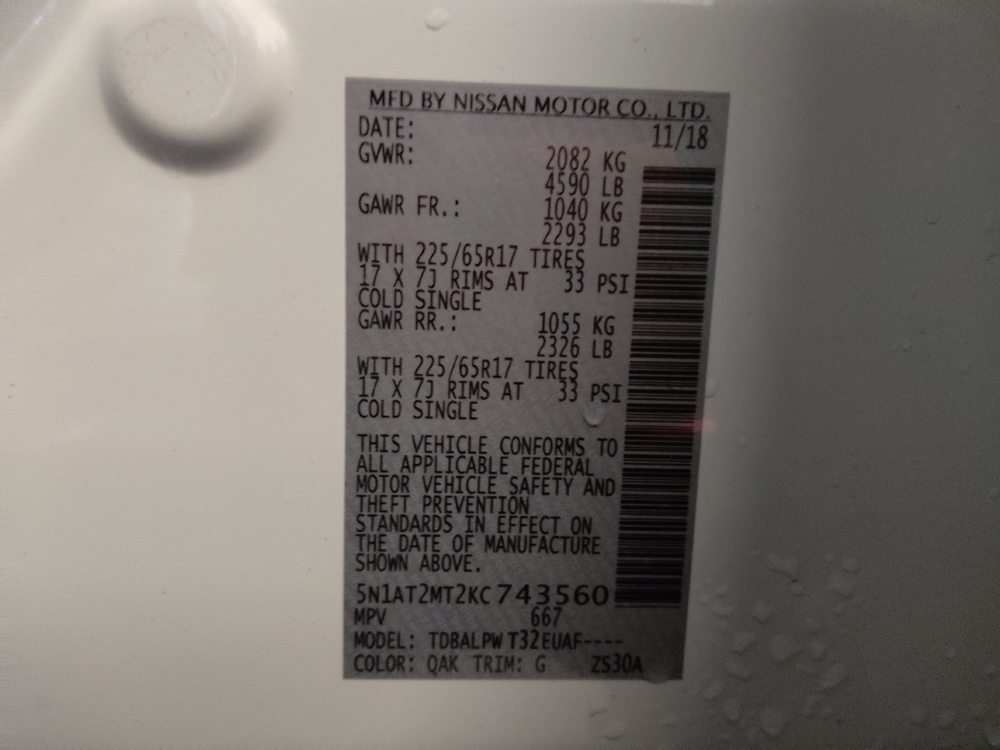 MFD BY NISSAN MOTOR CO., LTD.
DATE: 11/18
GVWR: 2082 KG
4590 LB
GAWR FR.: 1040 KG
2293 LB
WITH 225/65R17 TIRES
17 X 7J RIMS AT 33 PSI
COLD SINGLE
GAWR RR.: 1055 KG
2326 LB
WITH 225/65R17 TIRES
17 X 7J RIMS AT 33 PSI
COLD SINGLE
THIS VEHICLE CONFORMS TO
ALL APPLICABLE FEDERAL
MOTOR VEHICLE SAFETY AND
THEFT PREVENTION
STANDARDS IN EFFECT ON
THE DATE OF MANUFACTURE
SHOWN ABOVE.
5N1AT2MT2KC743560
MPV 667
MODEL: TDBALPW T32EUAF----
COLOR: QAK TRIM: G ZS30A